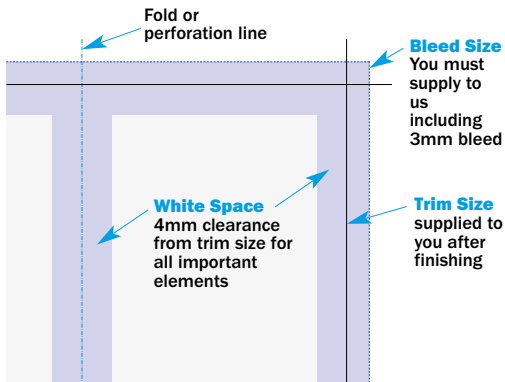 Fold or
perforation line
Bleed Size
You must
supply to
us
including
3mm bleed
White Space
4mm clearance
from trim size for
all important
elements
Trim Size
supplied to
you after
finishing